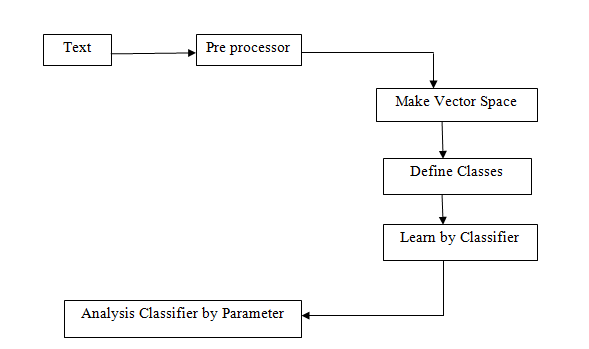 Text
Pre processor
Make Vector Space
Define Classes
Learn by Classifier
Analysis Classifier by Parameter